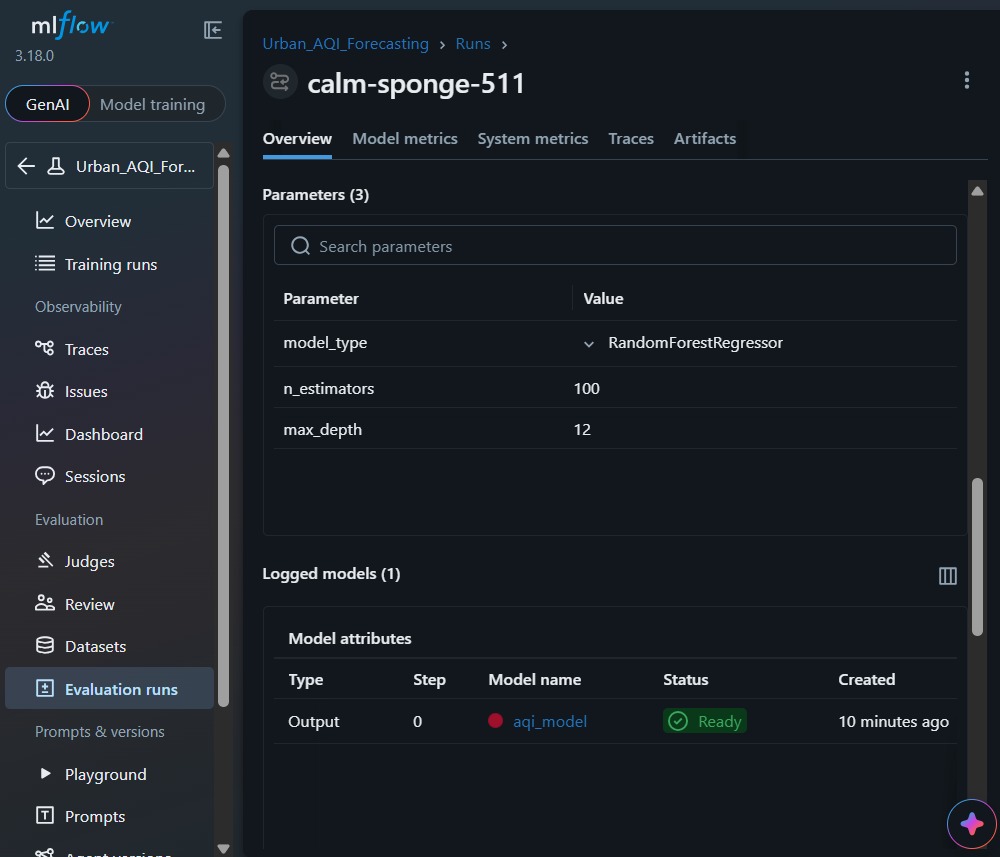 mlflow
3.18.0
GenAI Model training
Urban_AQI_For...
Overview
Training runs
Observability
Traces
Issues
Dashboard
Sessions
Evaluation
Judges
Review
Datasets
Evaluation runs
Prompts & versions
Playground
Prompts
Agent versions
Urban_AQI_Forecasting > Runs >
calm-sponge-511
Overview Model metrics System metrics Traces Artifacts
Parameters (3)
Search parameters
Parameter Value
model_type RandomForestRegressor
n_estimators 100
max_depth 12
Logged models (1)
Model attributes
Type Step Model name Status Created
Output 0 aqi_model Ready 10 minutes ago